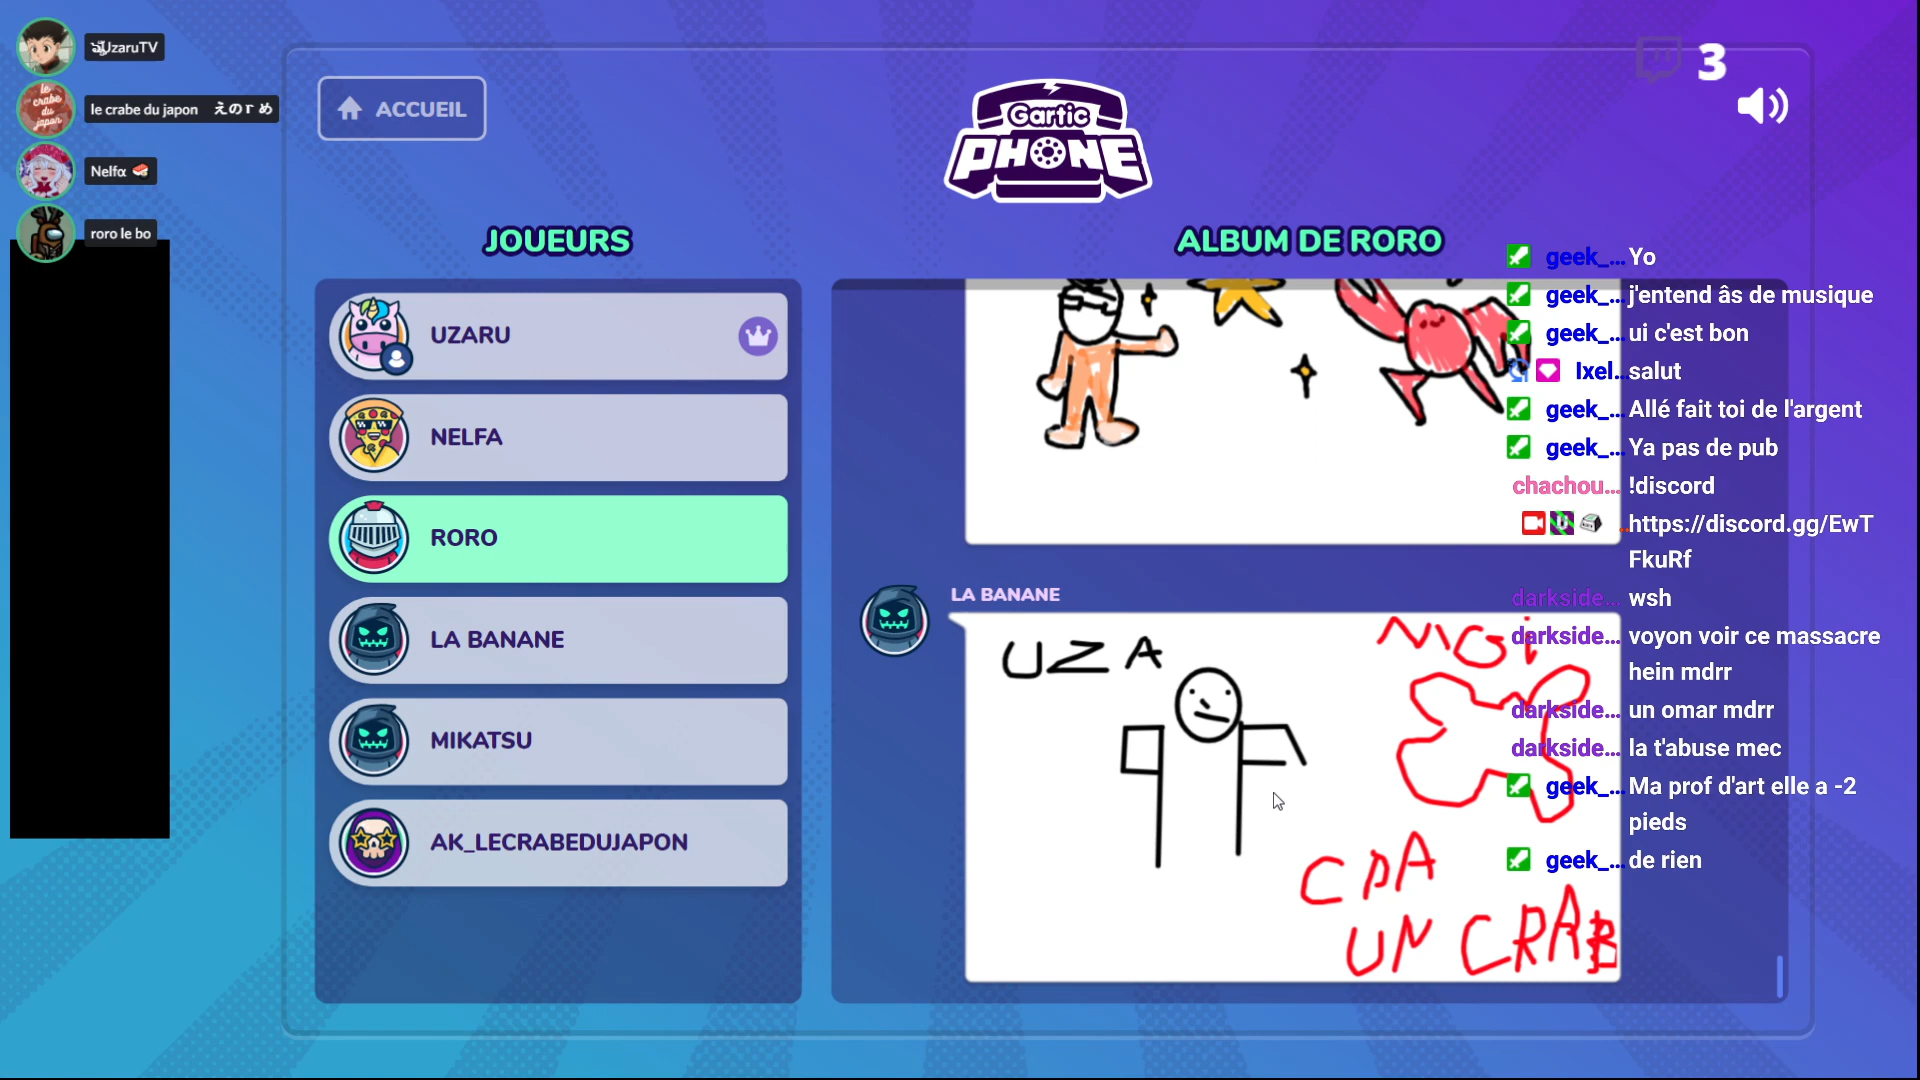 UzaruTV
le crabe du japon えのrめ
Nelfα
roro le bo
ACCUEIL
Gartic
PHONE
3
JOUEURS
UZARU
NELFA
RORO
LA BANANE
MIKATSU
AK_LECRABEDUJAPON
ALBUM DE RORO
LA BANANE
UZA
CPA
UN CRAB
geek_... Yo
geek_... j'entend âs de musique
geek_... ui c'est bon
Ixel... salut
geek_... Allé fait toi de l'argent
geek_... Ya pas de pub
chachou... !discord
https://discord.gg/EwT
FkuRf
darkside... wsh
darkside... voyon voir ce massacre
hein mdrr
darkside... un omar mdrr
darkside... la t'abuse mec
geek_... Ma prof d'art elle a -2
pieds
geek_... de rien